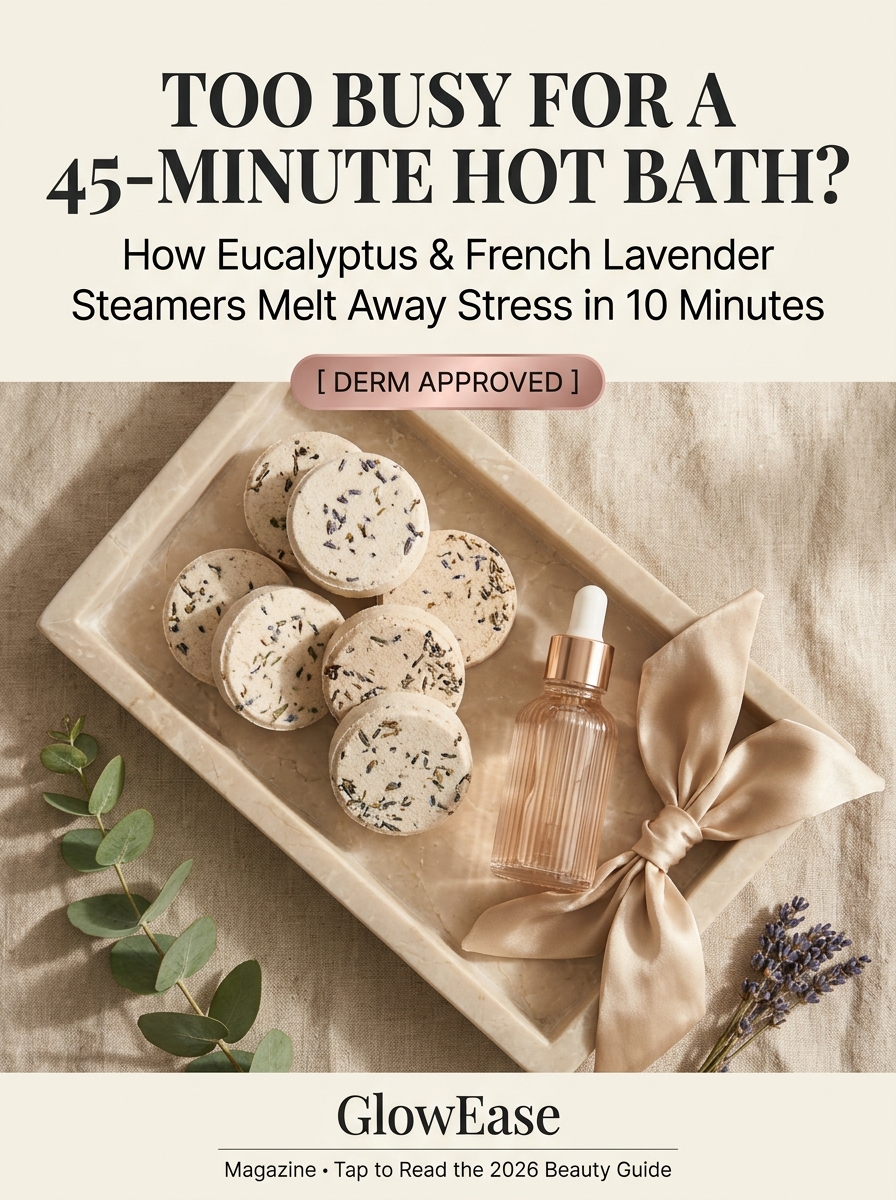 TOO BUSY FOR A
45-MINUTE HOT BATH?
How Eucalyptus & French Lavender
Steamers Melt Away Stress in 10 Minutes
[ DERM APPROVED ]
GlowEase
Magazine • Tap to Read the 2026 Beauty Guide